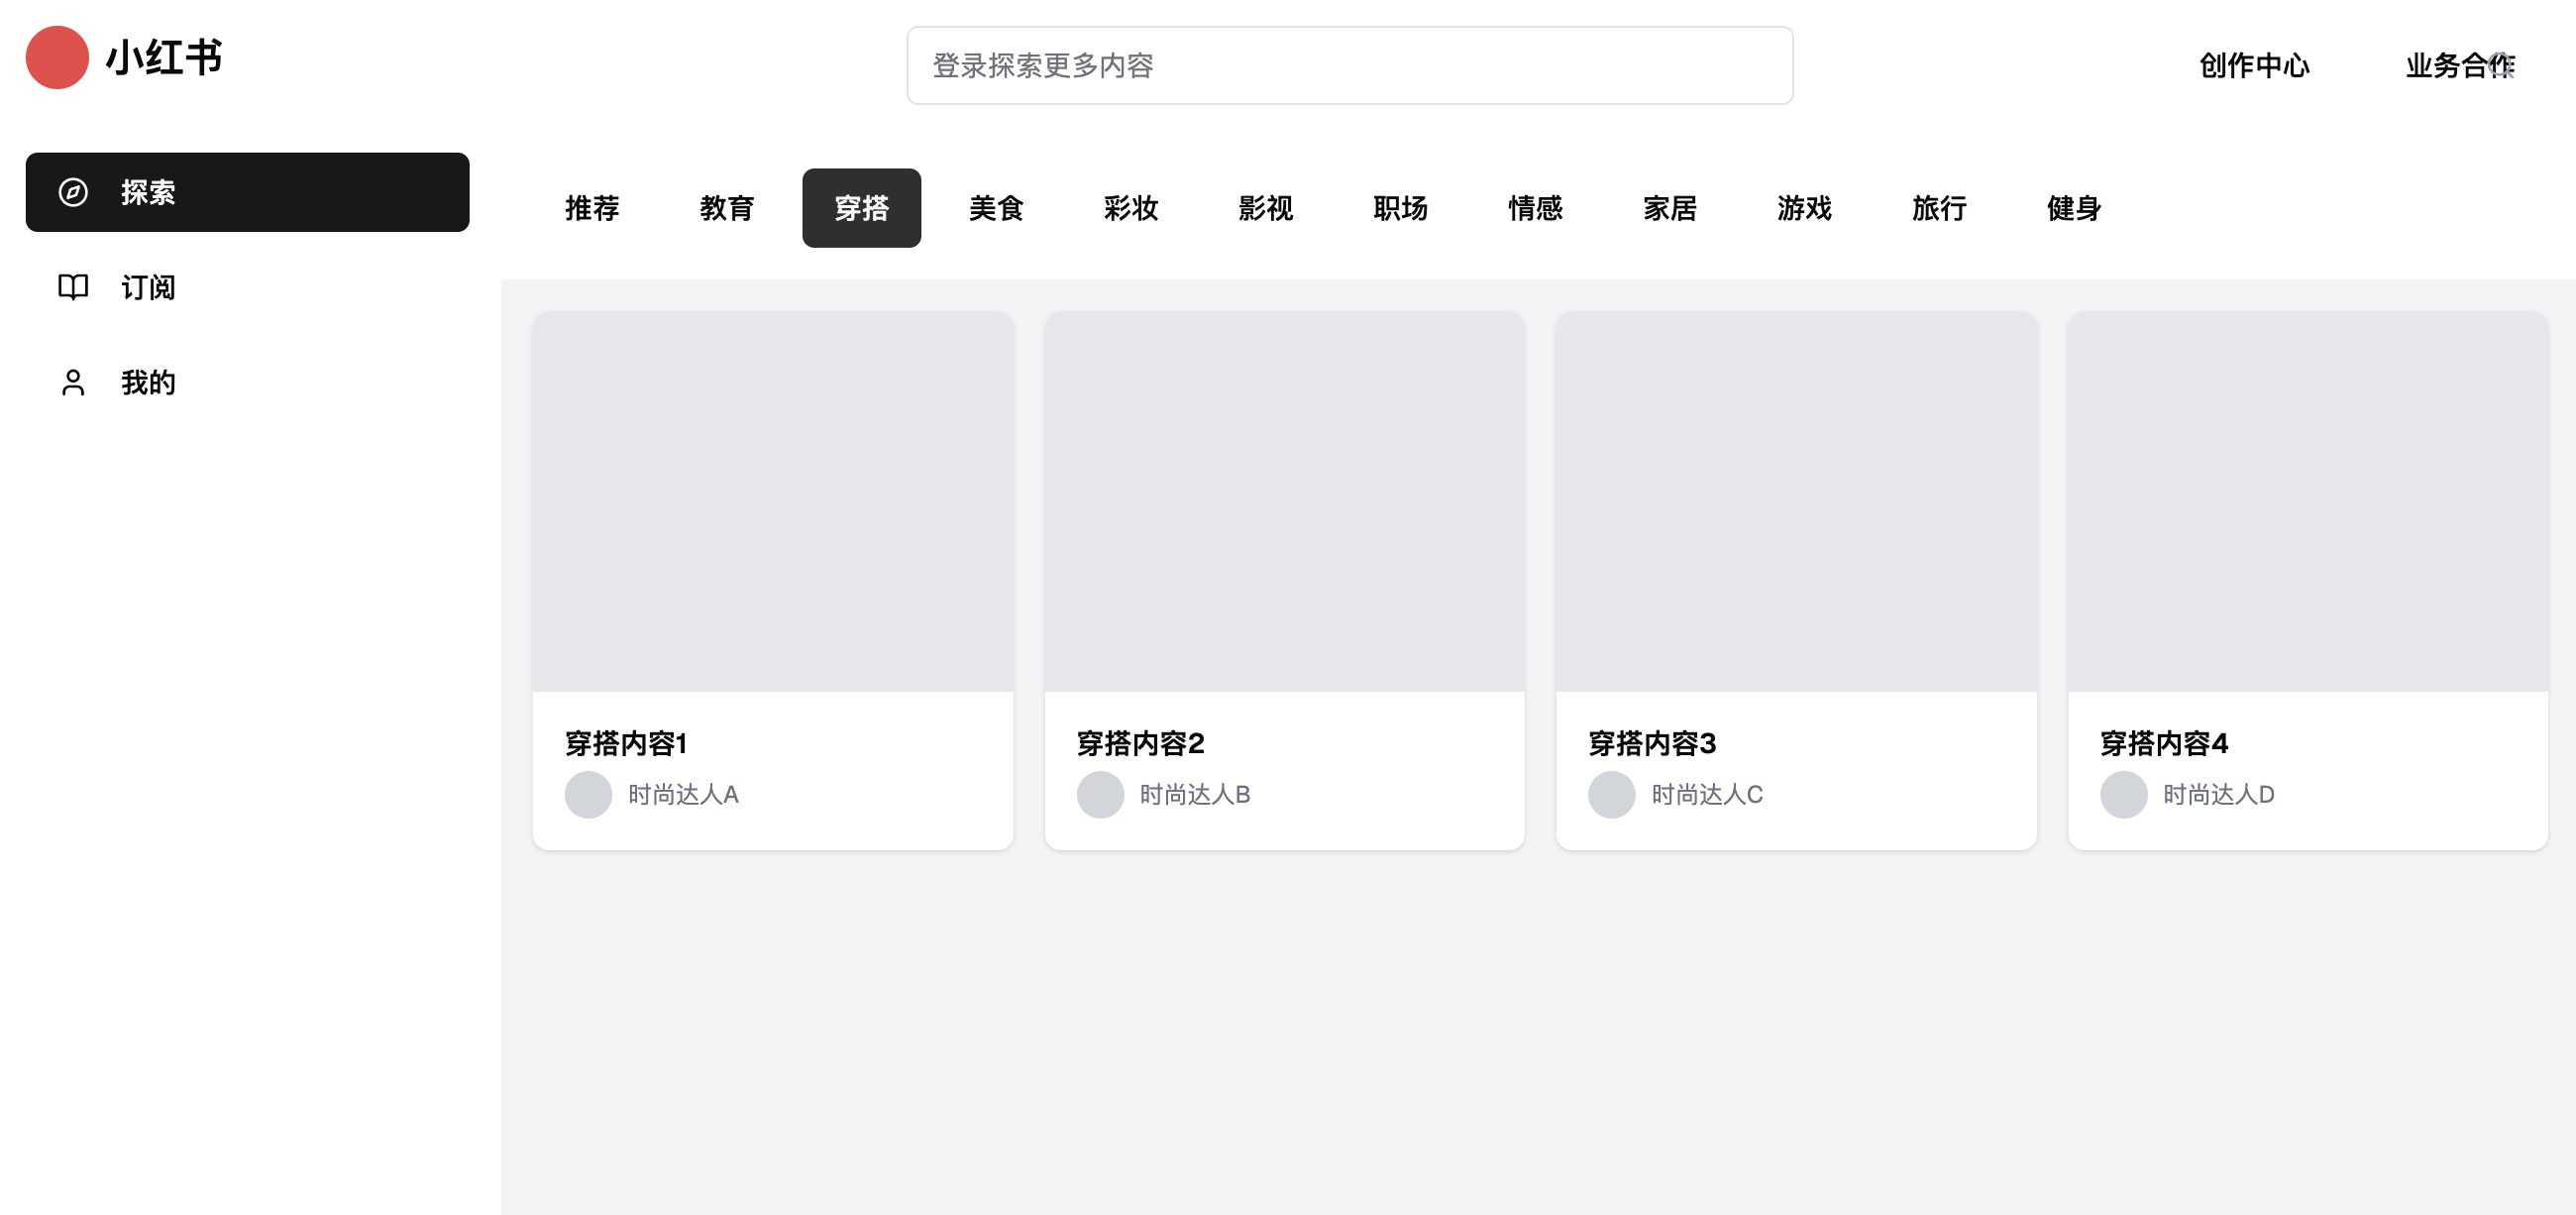 小红书
登录探索更多内容
创作中心 业务合作
探索
订阅
我的
推荐 教育 穿搭 美食 彩妆 影视 职场 情感 家居 游戏 旅行 健身
穿搭内容1
时尚达人A
穿搭内容2
时尚达人B
穿搭内容3
时尚达人C
穿搭内容4
时尚达人D